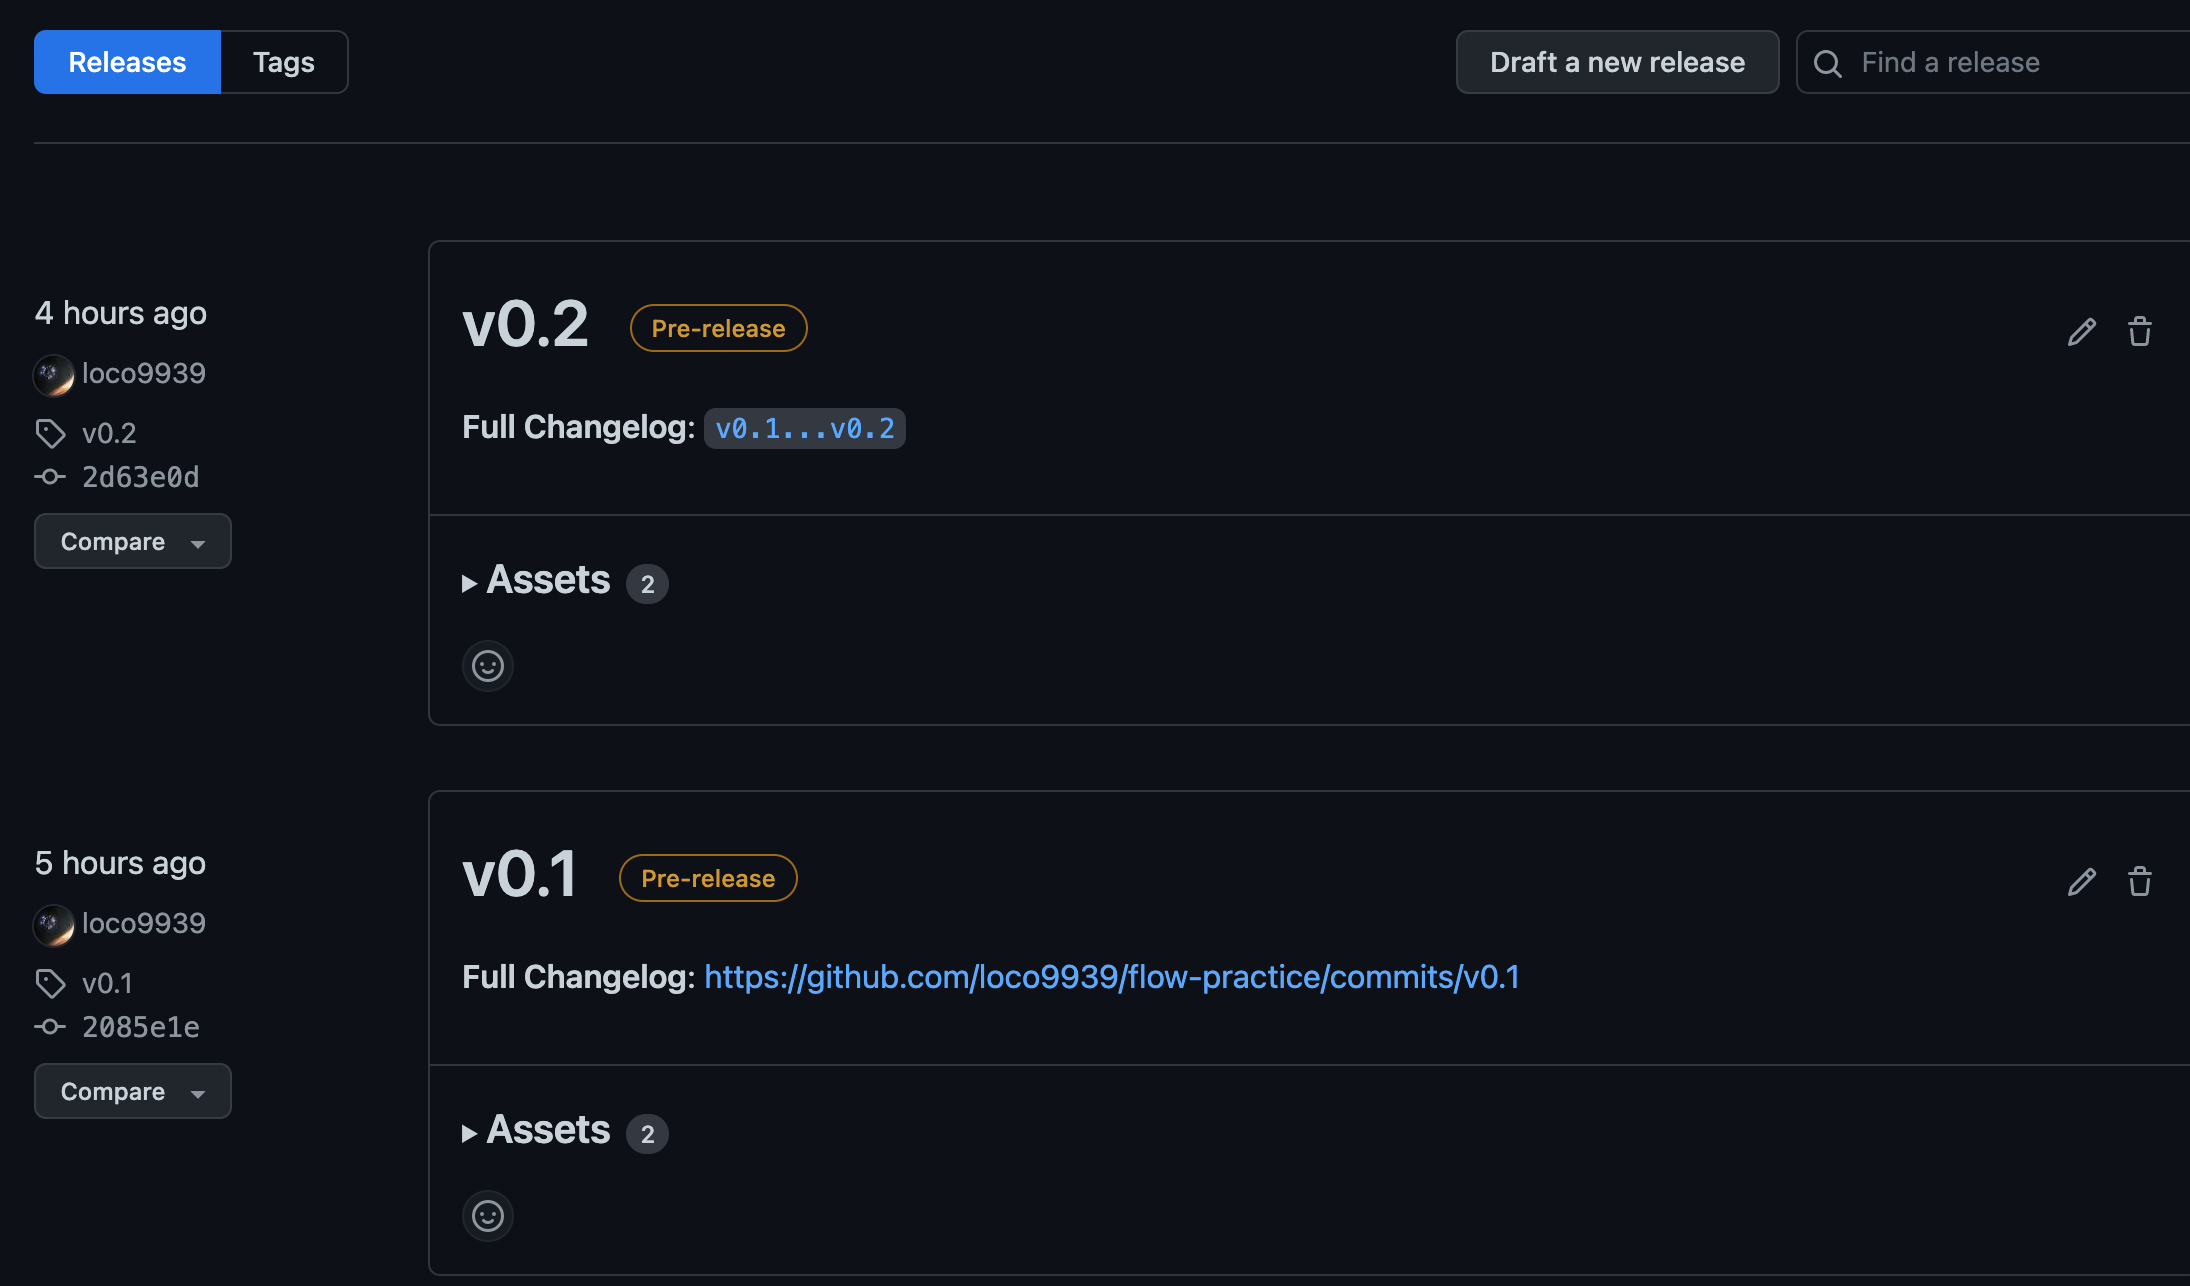 Releases Tags Draft a new release Find a release
4 hours ago
loco9939
v0.2
2d63e0d
Compare
v0.2 Pre-release
Full Changelog: v0.1...v0.2
Assets 2
5 hours ago
loco9939
v0.1
2085e1e
Compare
v0.1 Pre-release
Full Changelog: https://github.com/loco9939/flow-practice/commits/v0.1
Assets 2